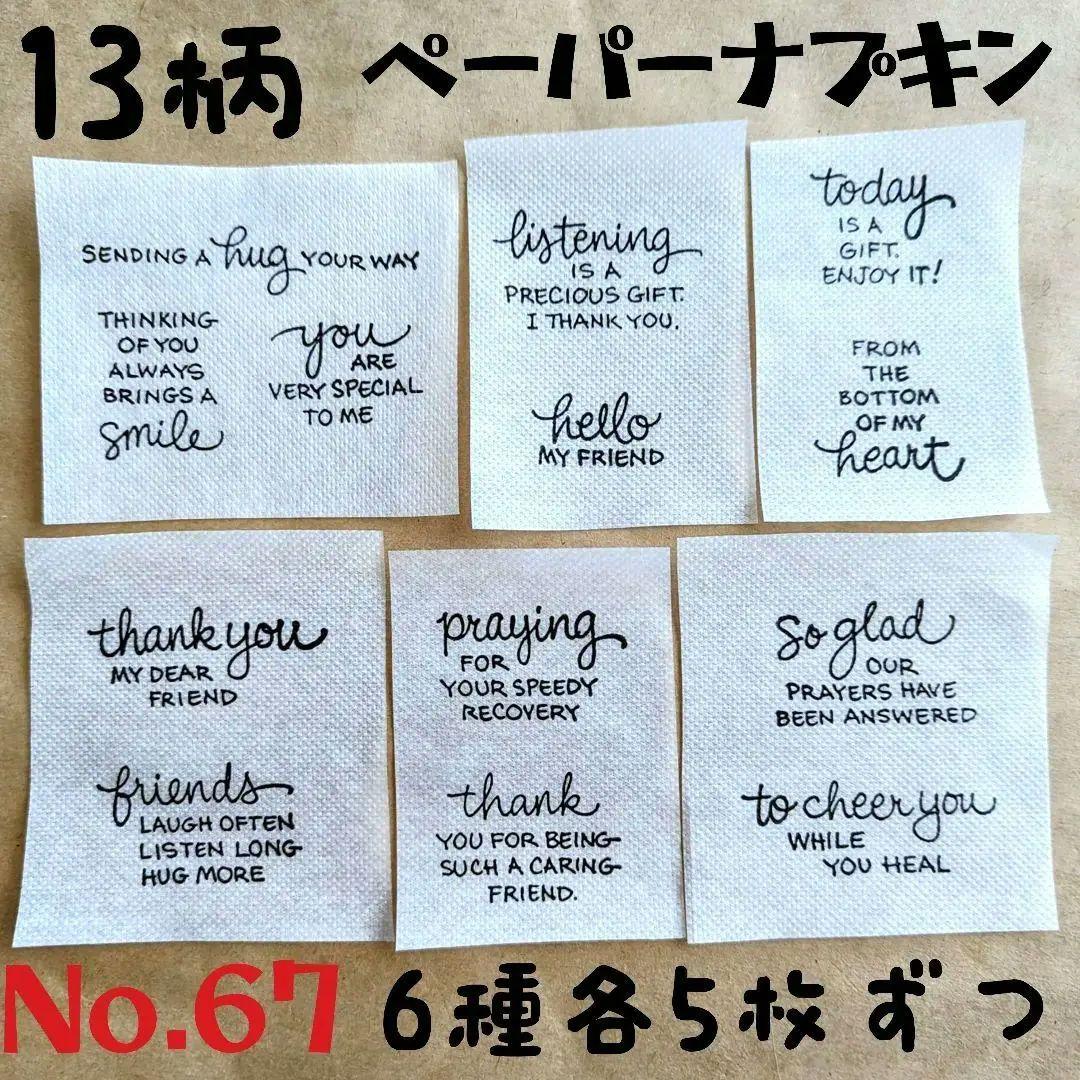 13柄 ペーパーナプキン
SENDING A hug YOUR WAY
THINKING
OF YOU
ALWAYS
BRINGS A
smile
you
ARE
VERY SPECIAL
TO ME
listening
IS A
PRECIOUS GIFT.
I THANK YOU.
hello
MY FRIEND
today
IS A
GIFT.
ENJOY IT!
FROM
THE
BOTTOM
OF MY
heart
thank you
MY DEAR
FRIEND
friends
LAUGH OFTEN
LISTEN LONG
HUG MORE
praying
FOR
YOUR SPEEDY
RECOVERY
thank
YOU FOR BEING
SUCH A CARING
FRIEND.
So glad
OUR
PRAYERS HAVE
BEEN ANSWERED
to cheer you
WHILE
YOU HEAL
No.67 6種各5枚ずつ